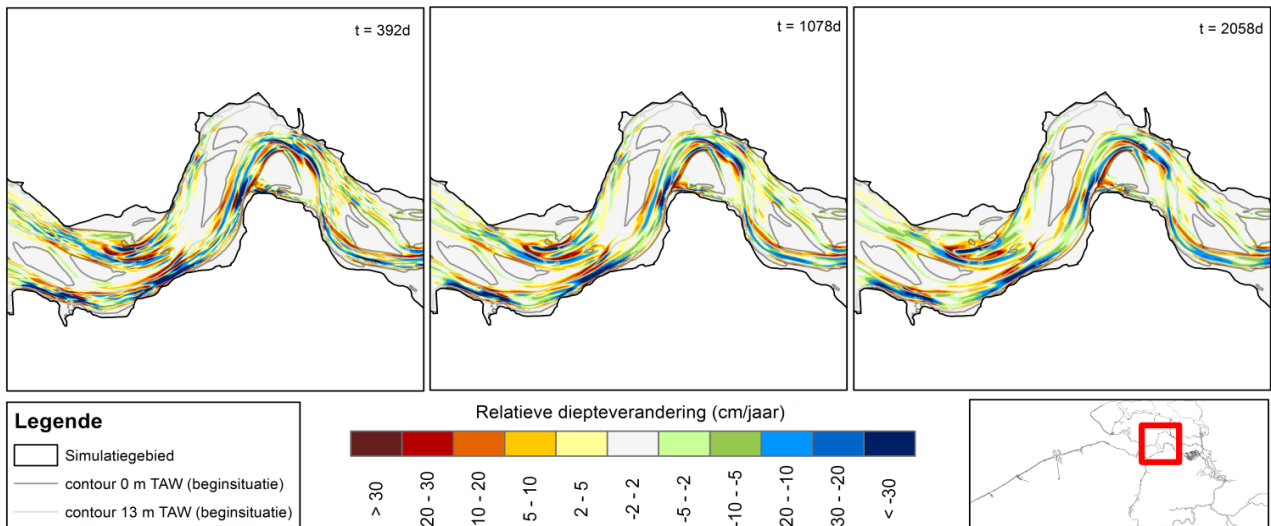 t = 392d
t = 1078d
t = 2058d
Legende
Simulatiegebied
contour 0 m TAW (beginsituatie)
contour 13 m TAW (beginsituatie)
Relatieve diepteverandering (cm/jaar)
> 30
20 - 30
10 - 20
5 - 10
2 - 5
-2 - 2
-5 - -2
-10 - -5
20 - -10
30 - -20
< -30